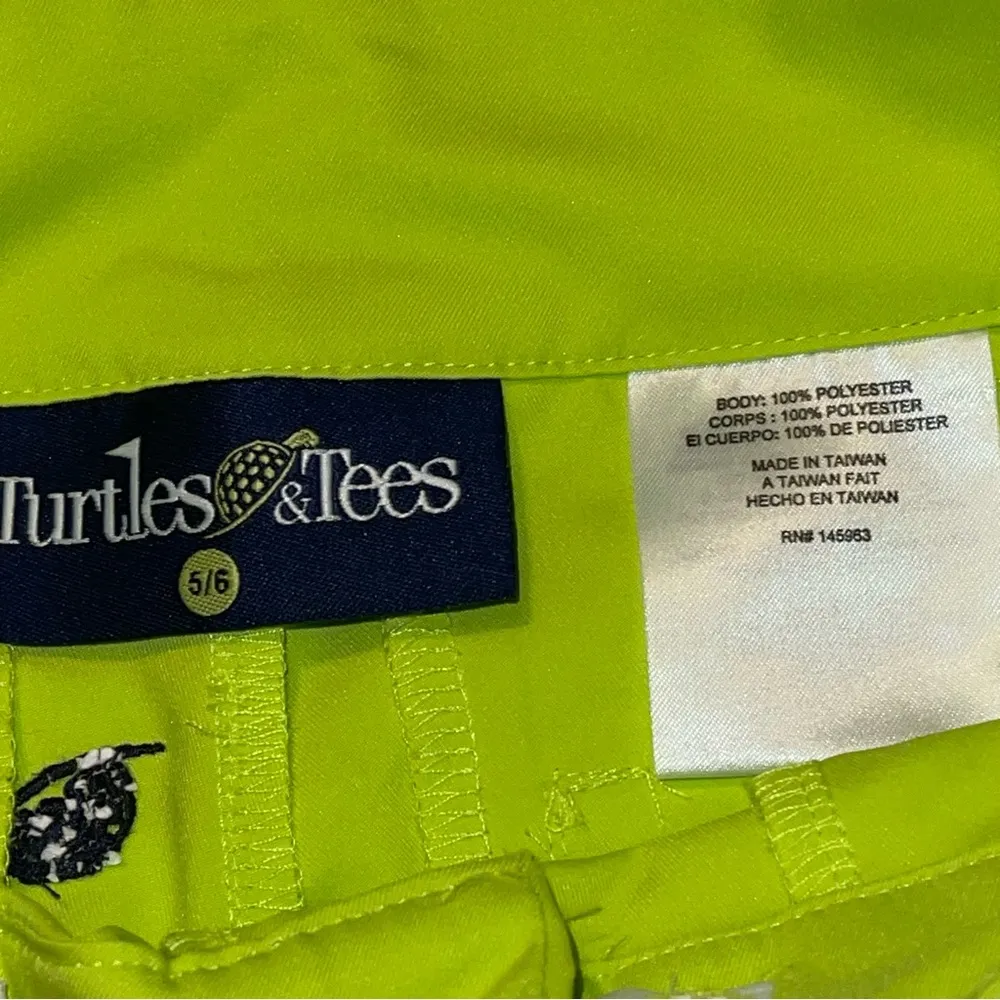 Turtles & Tees
5/6
BODY: 100% POLYESTER
CORPS : 100% POLYESTER
El CUERPO: 100% DE POLIESTER
MADE IN TAIWAN
A TAIWAN FAIT
HECHO EN TAIWAN
RN# 145963